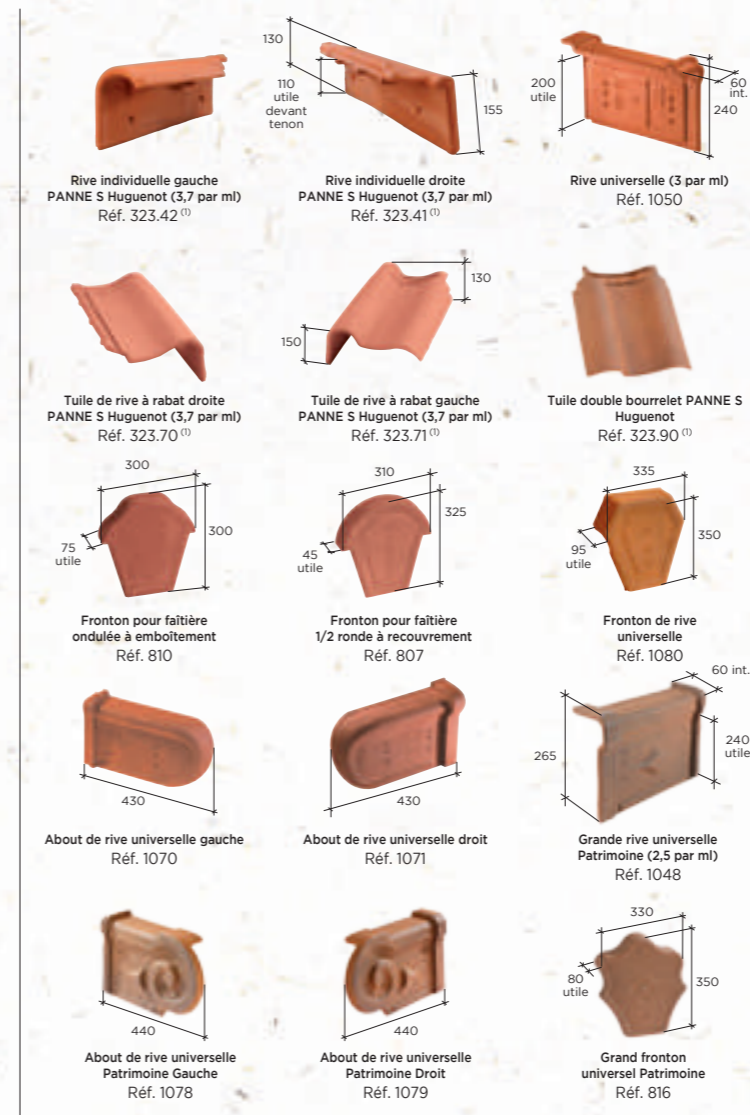 130
110
utile
devant
tenon
155
200
utile
60
int.
240
Rive individuelle gauche
PANNE S Huguenot (3,7 par ml)
Réf. 323.42 (1)
Rive individuelle droite
PANNE S Huguenot (3,7 par ml)
Réf. 323.41 (1)
Rive universelle (3 par ml)
Réf. 1050
150
130
Tuile de rive à rabat droite
PANNE S Huguenot (3,7 par ml)
Réf. 323.70 (1)
Tuile de rive à rabat gauche
PANNE S Huguenot (3,7 par ml)
Réf. 323.71 (1)
Tuile double bourrelet PANNE S
Huguenot
Réf. 323.90 (1)
300
300
75
utile
310
325
45
utile
335
350
95
utile
Fronton pour faîtière
ondulée à emboîtement
Réf. 810
Fronton pour faîtière
1/2 ronde à recouvrement
Réf. 807
Fronton de rive
universelle
Réf. 1080
430
430
60 int.
265
240
utile
About de rive universelle gauche
Réf. 1070
About de rive universelle droit
Réf. 1071
Grande rive universelle
Patrimoine (2,5 par ml)
Réf. 1048
440
440
330
80
utile
350
About de rive universelle
Patrimoine Gauche
Réf. 1078
About de rive universelle
Patrimoine Droit
Réf. 1079
Grand fronton
universel Patrimoine
Réf. 816